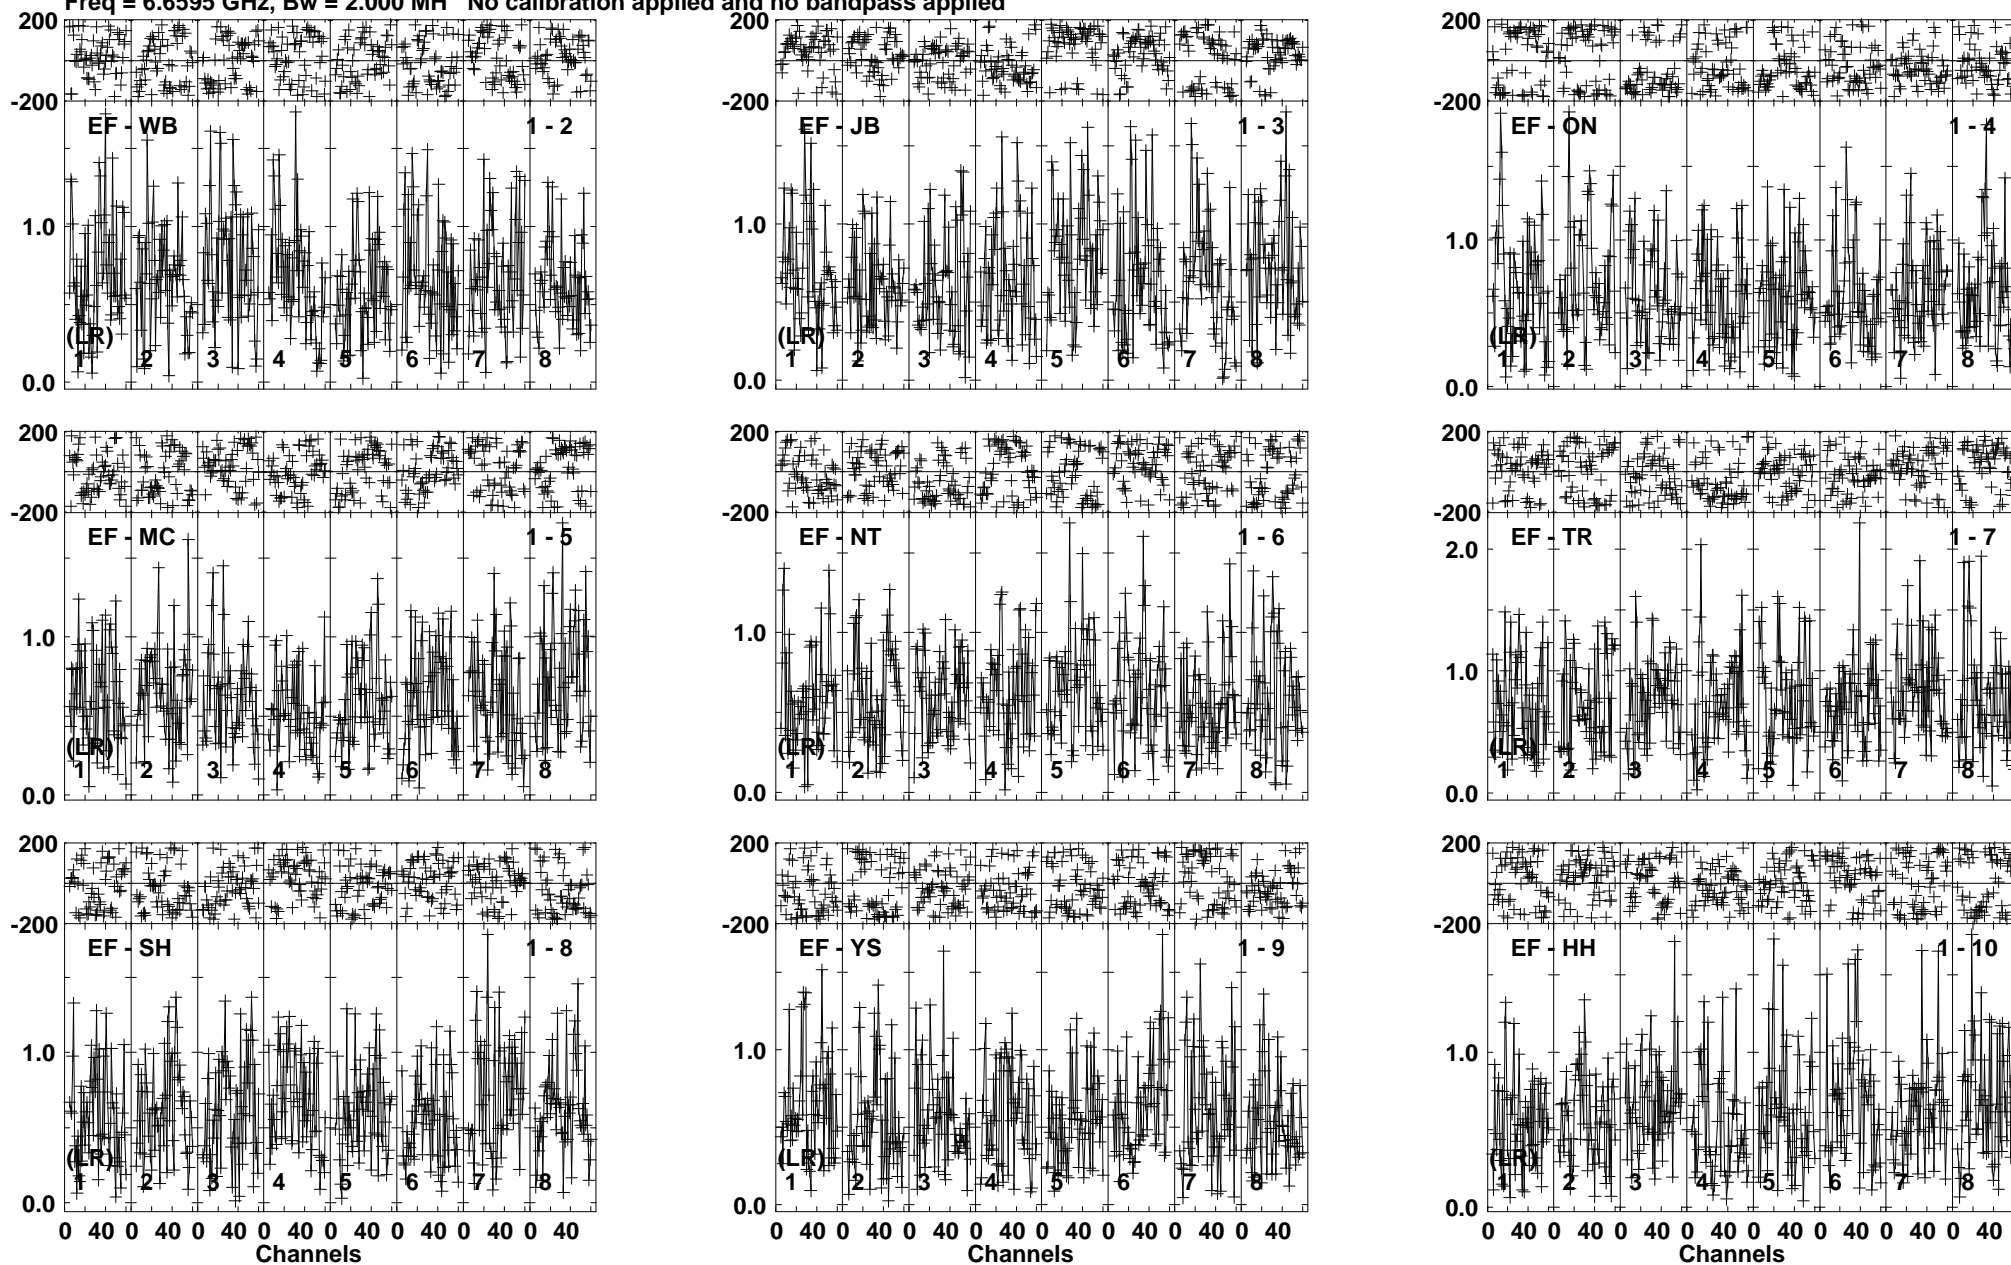 Freq = 6.6595 GHz, Bw = 2.000 MH No calibration applied and no bandpass applied
200 200 200
-200 -200 -200
EF - WB 1 - 2 EF - JB 1 - 3 EF - ON 1 - 4
1.0 1.0 1.0
(LR) (LR) (LR)
1 2 3 4 5 6 7 8 1 2 3 4 5 6 7 8 1 2 3 4 5 6 7 8
0.0 0.0 0.0
200 200 200
-200 -200 -200
EF - MC 1 - 5 EF - NT 1 - 6 EF - TR 1 - 7
2.0
1.0 1.0 1.0
(LR) (LR) (LR)
1 2 3 4 5 6 7 8 1 2 3 4 5 6 7 8 1 2 3 4 5 6 7 8
0.0 0.0 0.0
200 200 200
-200 -200 -200
EF - SH 1 - 8 EF - YS 1 - 9 EF - HH 1 - 10
1.0 1.0 1.0
(LR) (LR) (LR)
1 2 3 4 5 6 7 8 1 2 3 4 5 6 7 8 1 2 3 4 5 6 7 8
0.0 0.0 0.0
0 40 0 40 0 40 0 40 0 40 0 40 0 40 0 40 0 40 0 40 0 40 0 40 0 40 0 40 0 40 0 40 0 40 0 40 0 40 0 40 0 40 0 40 0 40 0 40
Channels Channels Channels